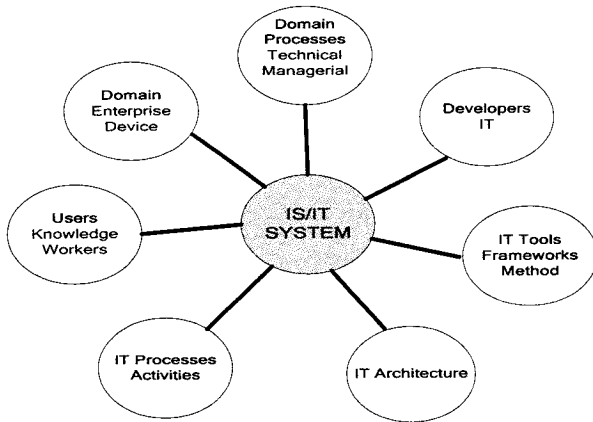 Domain
Processes
Technical
Managerial
Domain
Enterprise
Device
Developers
IT
IS/IT
SYSTEM
Users
Knowledge
Workers
IT Tools
Frameworks
Method
IT Processes
Activities
IT Architecture